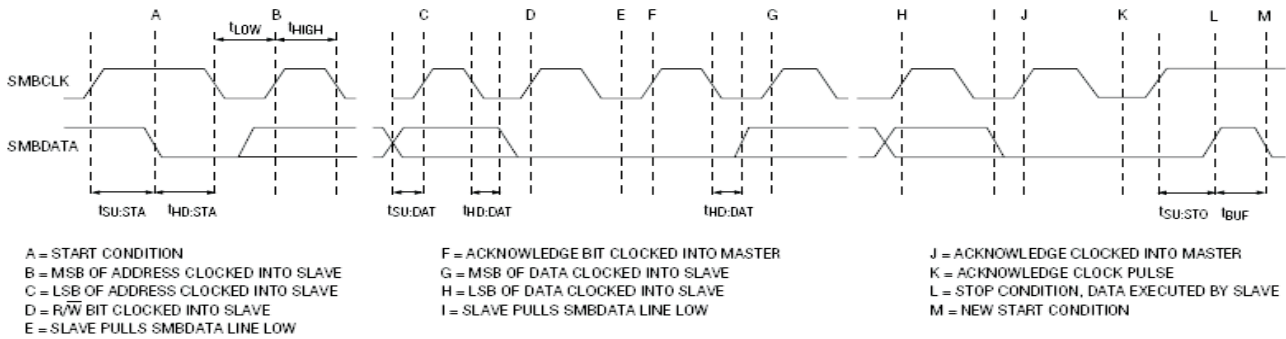 A B C D E F G H I J K L M
tLOW tHIGH
SMBCLK
SMBDATA
tSU:STA tHD:STA tSU:DAT tHD:DAT tHD:DAT tSU:STO tBUF
A = START CONDITION
B = MSB OF ADDRESS CLOCKED INTO SLAVE
C = LSB OF ADDRESS CLOCKED INTO SLAVE
D = R/W̅ BIT CLOCKED INTO SLAVE
E = SLAVE PULLS SMBDATA LINE LOW
F = ACKNOWLEDGE BIT CLOCKED INTO MASTER
G = MSB OF DATA CLOCKED INTO SLAVE
H = LSB OF DATA CLOCKED INTO SLAVE
I = SLAVE PULLS SMBDATA LINE LOW
J = ACKNOWLEDGE CLOCKED INTO MASTER
K = ACKNOWLEDGE CLOCK PULSE
L = STOP CONDITION, DATA EXECUTED BY SLAVE
M = NEW START CONDITION